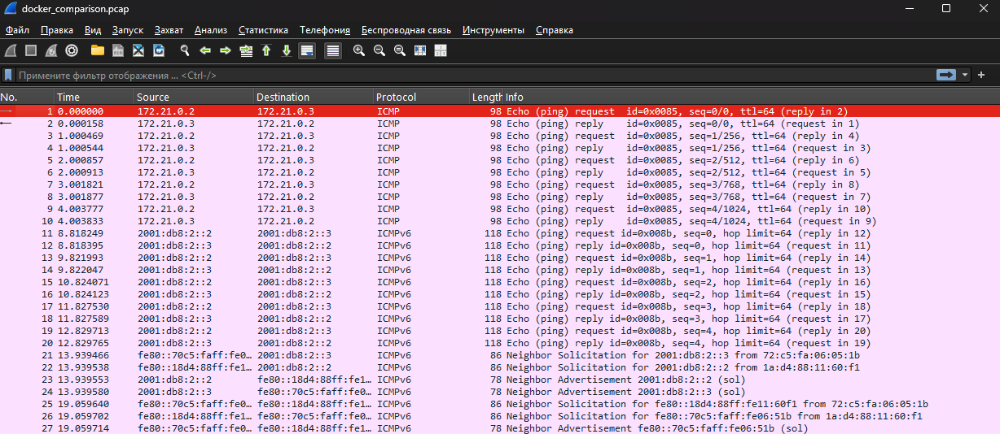 docker_comparison.pcap
Файл Правка Вид Запуск Захват Анализ Статистика Телефония Беспроводная связь Инструменты Справка
Примените фильтр отображения ... <Ctrl-/>
No. Time Source Destination Protocol Length Info
1 0.000000 172.21.0.2 172.21.0.3 ICMP 98 Echo (ping) request id=0x0085, seq=0/0, ttl=64 (reply in 2)
2 0.000158 172.21.0.3 172.21.0.2 ICMP 98 Echo (ping) reply id=0x0085, seq=0/0, ttl=64 (request in 1)
3 1.000469 172.21.0.2 172.21.0.3 ICMP 98 Echo (ping) request id=0x0085, seq=1/256, ttl=64 (reply in 4)
4 1.000544 172.21.0.3 172.21.0.2 ICMP 98 Echo (ping) reply id=0x0085, seq=1/256, ttl=64 (request in 3)
5 2.000857 172.21.0.2 172.21.0.3 ICMP 98 Echo (ping) request id=0x0085, seq=2/512, ttl=64 (reply in 6)
6 2.000913 172.21.0.3 172.21.0.2 ICMP 98 Echo (ping) reply id=0x0085, seq=2/512, ttl=64 (request in 5)
7 3.001821 172.21.0.2 172.21.0.3 ICMP 98 Echo (ping) request id=0x0085, seq=3/768, ttl=64 (reply in 8)
8 3.001877 172.21.0.3 172.21.0.2 ICMP 98 Echo (ping) reply id=0x0085, seq=3/768, ttl=64 (request in 7)
9 4.003777 172.21.0.2 172.21.0.3 ICMP 98 Echo (ping) request id=0x0085, seq=4/1024, ttl=64 (reply in 10)
10 4.003833 172.21.0.3 172.21.0.2 ICMP 98 Echo (ping) reply id=0x0085, seq=4/1024, ttl=64 (request in 9)
11 8.818249 2001:db8:2::2 2001:db8:2::3 ICMPv6 118 Echo (ping) request id=0x008b, seq=0, hop limit=64 (reply in 12)
12 8.818395 2001:db8:2::3 2001:db8:2::2 ICMPv6 118 Echo (ping) reply id=0x008b, seq=0, hop limit=64 (request in 11)
13 9.821993 2001:db8:2::2 2001:db8:2::3 ICMPv6 118 Echo (ping) request id=0x008b, seq=1, hop limit=64 (reply in 14)
14 9.822047 2001:db8:2::3 2001:db8:2::2 ICMPv6 118 Echo (ping) reply id=0x008b, seq=1, hop limit=64 (request in 13)
15 10.824071 2001:db8:2::2 2001:db8:2::3 ICMPv6 118 Echo (ping) request id=0x008b, seq=2, hop limit=64 (reply in 16)
16 10.824123 2001:db8:2::3 2001:db8:2::2 ICMPv6 118 Echo (ping) reply id=0x008b, seq=2, hop limit=64 (request in 15)
17 11.827530 2001:db8:2::2 2001:db8:2::3 ICMPv6 118 Echo (ping) request id=0x008b, seq=3, hop limit=64 (reply in 18)
18 11.827589 2001:db8:2::3 2001:db8:2::2 ICMPv6 118 Echo (ping) reply id=0x008b, seq=3, hop limit=64 (request in 17)
19 12.829713 2001:db8:2::2 2001:db8:2::3 ICMPv6 118 Echo (ping) request id=0x008b, seq=4, hop limit=64 (reply in 20)
20 12.829765 2001:db8:2::3 2001:db8:2::2 ICMPv6 118 Echo (ping) reply id=0x008b, seq=4, hop limit=64 (request in 19)
21 13.939466 fe80::70c5:faff:fe0… 2001:db8:2::3 ICMPv6 86 Neighbor Solicitation for 2001:db8:2::3 from 72:c5:fa:06:05:1b
22 13.939538 fe80::18d4:88ff:fe1… 2001:db8:2::2 ICMPv6 86 Neighbor Solicitation for 2001:db8:2::2 from 1a:d4:88:11:60:f1
23 13.939553 2001:db8:2::2 fe80::18d4:88ff:fe1… ICMPv6 78 Neighbor Advertisement 2001:db8:2::2 (sol)
24 13.939580 2001:db8:2::3 fe80::70c5:faff:fe0… ICMPv6 78 Neighbor Advertisement 2001:db8:2::3 (sol)
25 19.059640 fe80::70c5:faff:fe0… fe80::18d4:88ff:fe1… ICMPv6 86 Neighbor Solicitation for fe80::18d4:88ff:fe11:60f1 from 72:c5:fa:06:05:1b
26 19.059702 fe80::18d4:88ff:fe1… fe80::70c5:faff:fe0… ICMPv6 86 Neighbor Solicitation for fe80::70c5:faff:fe06:51b from 1a:d4:88:11:60:f1
27 19.059714 fe80::70c5:faff:fe0… fe80::18d4:88ff:fe1… ICMPv6 78 Neighbor Advertisement fe80::70c5:faff:fe06:51b (sol)